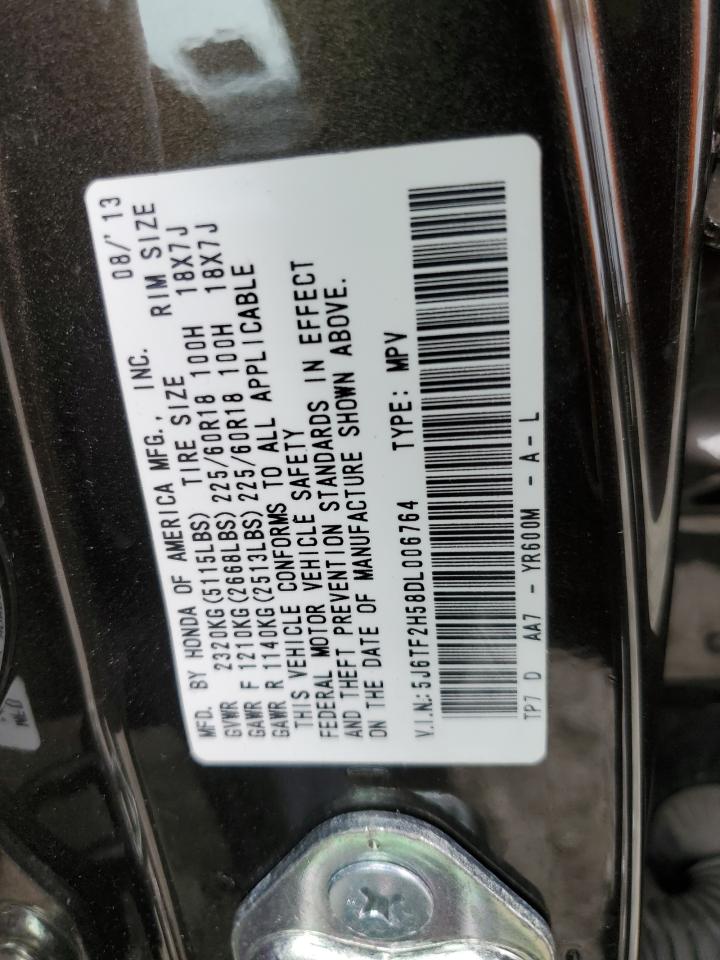 MFD. BY HONDA OF AMERICA MFG., INC. 08/'13
GVWR 2320KG(5115LBS) TIRE SIZE RIM SIZE
GAWR F 1210KG(2668LBS) 225/60R18 100H 18X7J
GAWR R 1140KG(2513LBS) 225/60R18 100H 18X7J
THIS VEHICLE CONFORMS TO ALL APPLICABLE
FEDERAL MOTOR VEHICLE SAFETY
AND THEFT PREVENTION STANDARDS IN EFFECT
ON THE DATE OF MANUFACTURE SHOWN ABOVE.
V.I.N.: 5J6TF2H58DL006764 TYPE: MPV
TP7 D AA7 - YR600M - A - L